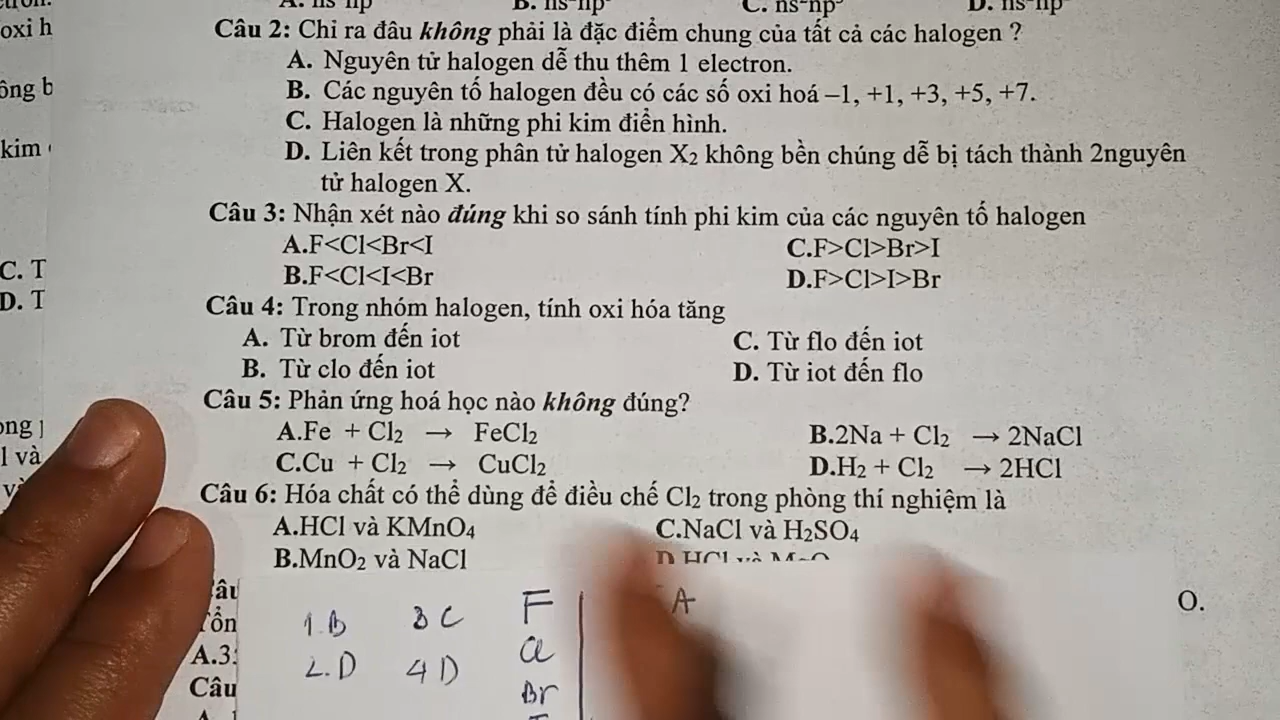 oxi h
ông b
kim
C. T
D. T
l và
Câu 2: Chỉ ra đâu không phải là đặc điểm chung của tất cả các halogen ?
A. Nguyên tử halogen dễ thu thêm 1 electron.
B. Các nguyên tố halogen đều có các số oxi hoá –1, +1, +3, +5, +7.
C. Halogen là những phi kim điển hình.
D. Liên kết trong phân tử halogen X₂ không bền chúng dễ bị tách thành 2nguyên
tử halogen X.
Câu 3: Nhận xét nào đúng khi so sánh tính phi kim của các nguyên tố halogen
A.F<Cl<Br<I C.F>Cl>Br>I
B.F<Cl<I<Br D.F>Cl>I>Br
Câu 4: Trong nhóm halogen, tính oxi hóa tăng
A. Từ brom đến iot C. Từ flo đến iot
B. Từ clo đến iot D. Từ iot đến flo
Câu 5: Phản ứng hoá học nào không đúng?
A.Fe + Cl₂ → FeCl₂ B.2Na + Cl₂ → 2NaCl
C.Cu + Cl₂ → CuCl₂ D.H₂ + Cl₂ → 2HCl
Câu 6: Hóa chất có thể dùng để điều chế Cl₂ trong phòng thí nghiệm là
A.HCl và KMnO₄ C.NaCl và H₂SO₄
B.MnO₂ và NaCl
A.3
Câu
O.
1.B 3 C F A
2.D 4 D Cl
Br